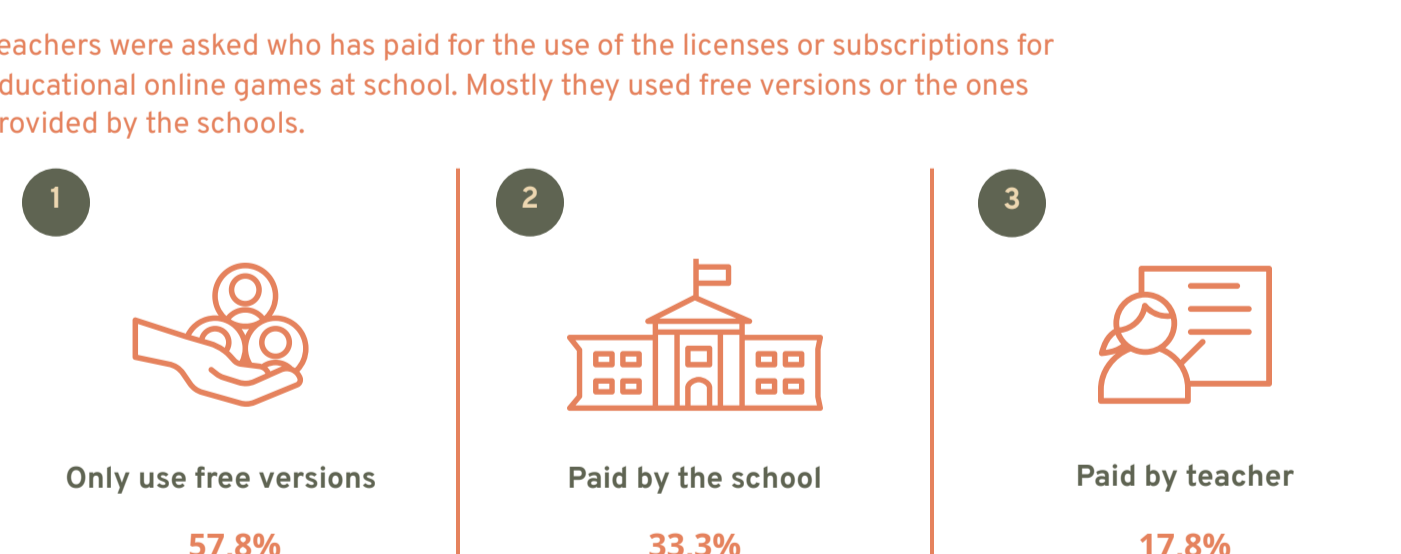 eachers were asked who has paid for the use of the licenses or subscriptions for
ducational online games at school. Mostly they used free versions or the ones
rovided by the schools.
1
2
3
Only use free versions
Paid by the school
Paid by teacher
57.8%
33.3%
17.8%